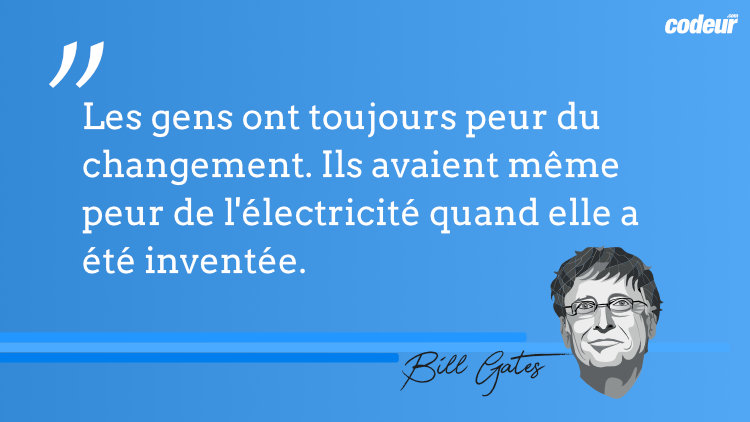 codeur.com
”
Les gens ont toujours peur du
changement. Ils avaient même
peur de l'électricité quand elle a
été inventée.
Bill Gates